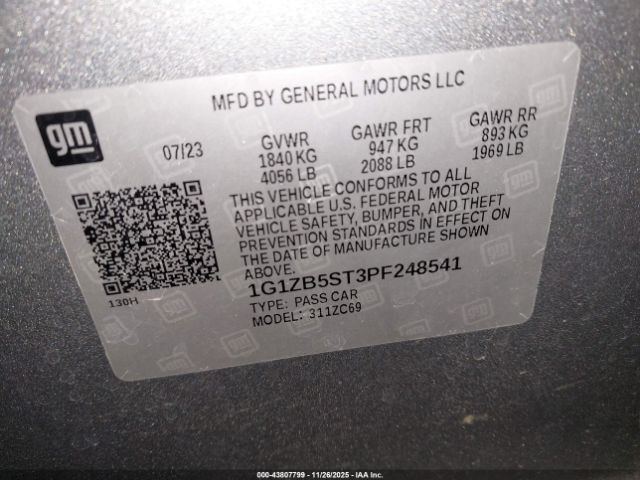 gm
MFD BY GENERAL MOTORS LLC
07/23
GVWR
1840 KG
4056 LB
GAWR FRT
947 KG
2088 LB
GAWR RR
893 KG
1969 LB
THIS VEHICLE CONFORMS TO ALL
APPLICABLE U.S. FEDERAL MOTOR
VEHICLE SAFETY, BUMPER, AND THEFT
PREVENTION STANDARDS IN EFFECT ON
THE DATE OF MANUFACTURE SHOWN
ABOVE.
130H
1G1ZB5ST3PF248541
TYPE: PASS CAR
MODEL: 311ZC69
000-43807799 — 11/26/2025 — IAA Inc.